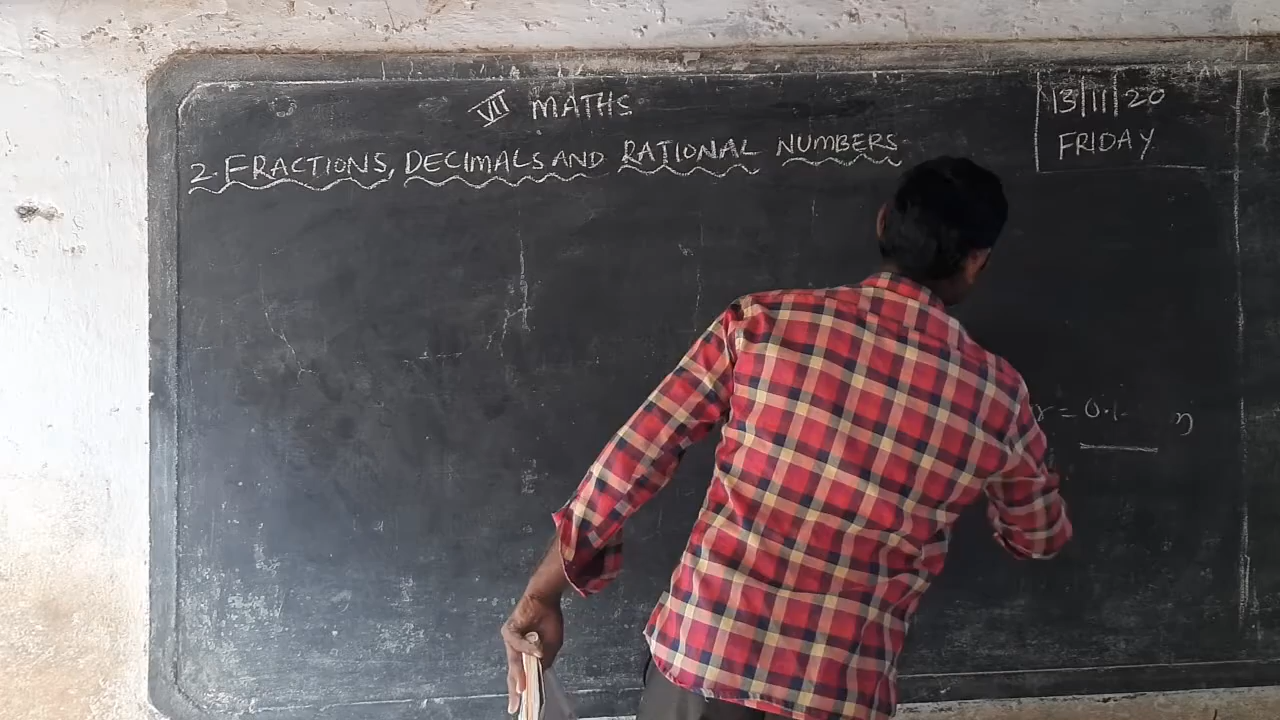 VII MATHS
13/11/20
FRIDAY
2. FRACTIONS, DECIMALS AND RATIONAL NUMBERS
= 0.1